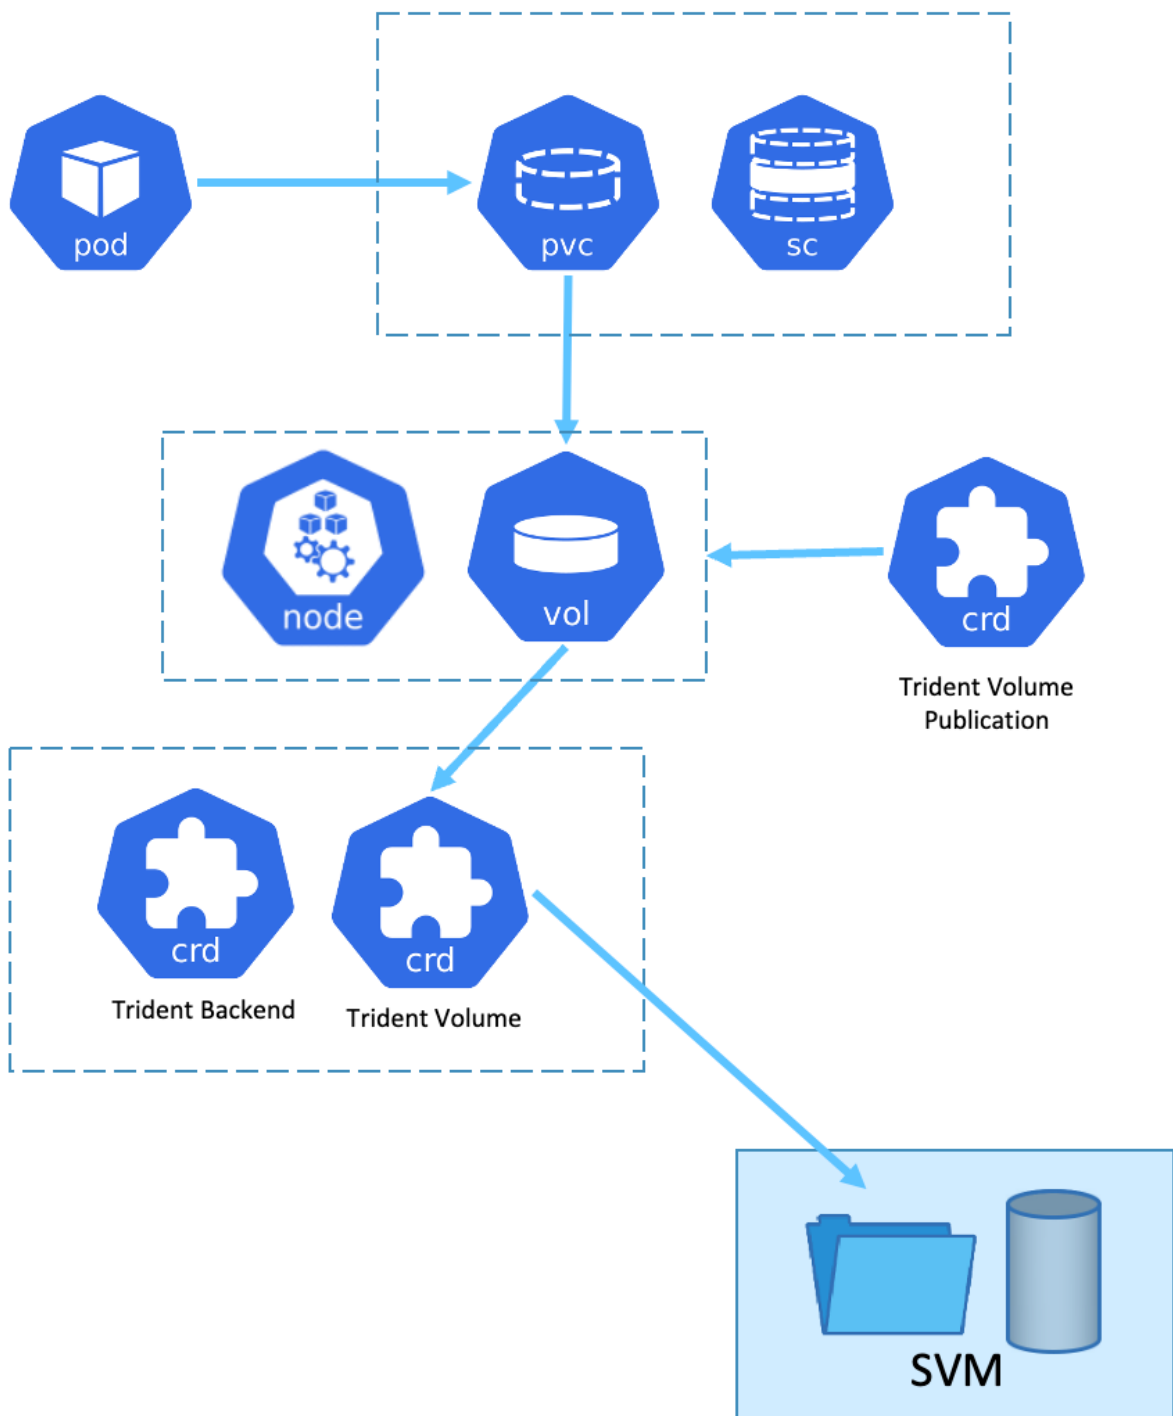 pod
pvc
sc
node
vol
crd
Trident Volume
Publication
crd
Trident Backend
crd
Trident Volume
SVM